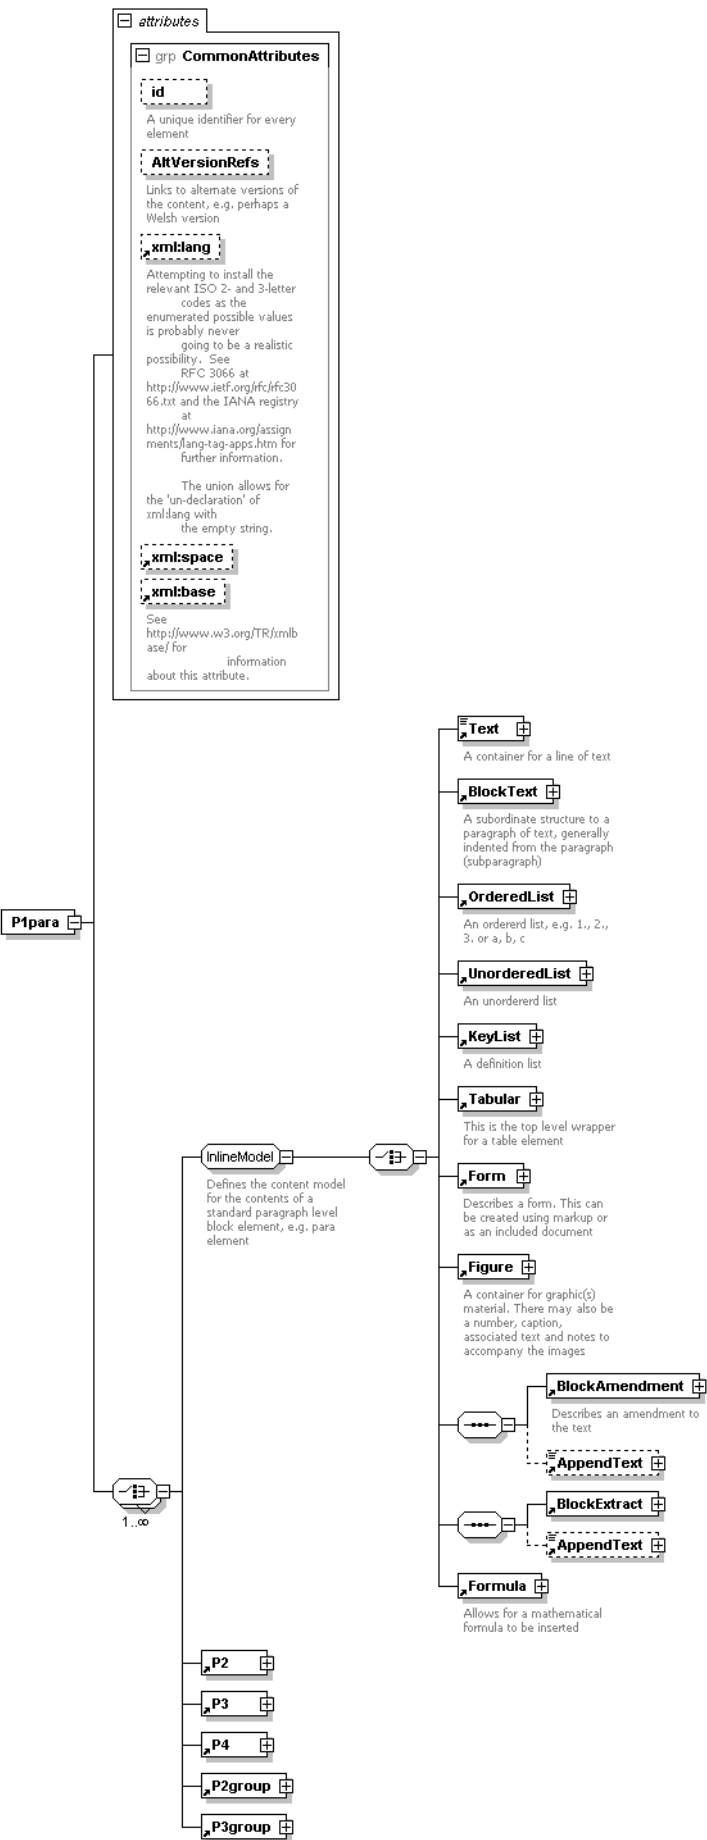 attributes
grp CommonAttributes
id
A unique identifier for every
element
AltVersionRefs
Links to alternate versions of
the content, e.g. perhaps a
Welsh version
xml:lang
Attempting to install the
relevant ISO 2- and 3-letter
codes as the
enumerated possible values
is probably never
going to be a realistic
possibility. See
RFC 3066 at
http://www.ietf.org/rfc/rfc30
66.txt and the IANA registry
at
http://www.iana.org/assign
ments/lang-tag-apps.htm for
further information.
The union allows for
the 'un-declaration' of
xml:lang with
the empty string.
xml:space
xml:base
See
http://www.w3.org/TR/xmlb
ase/ for
information
about this attribute.
P1para
1..∞
InlineModel
Defines the content model
for the contents of a
standard paragraph level
block element, e.g. para
element
Text
A container for a line of text
BlockText
A subordinate structure to a
paragraph of text, generally
indented from the paragraph
(subparagraph)
OrderedList
An ordererd list, e.g. 1., 2.,
3. or a, b, c
UnorderedList
An unordererd list
KeyList
A definition list
Tabular
This is the top level wrapper
for a table element
Form
Describes a form. This can
be created using markup or
as an included document
Figure
A container for graphic(s)
material. There may also be
a number, caption,
associated text and notes to
accompany the images
BlockAmendment
Describes an amendment to
the text
AppendText
BlockExtract
AppendText
Formula
Allows for a mathematical
formula to be inserted
P2
P3
P4
P2group
P3group